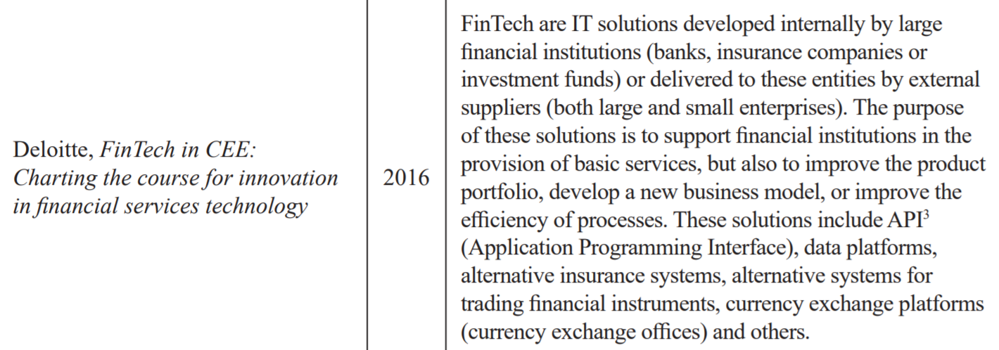 Deloitte, FinTech in CEE:
Charting the course for innovation
in financial services technology
2016
FinTech are IT solutions developed internally by large
financial institutions (banks, insurance companies or
investment funds) or delivered to these entities by external
suppliers (both large and small enterprises). The purpose
of these solutions is to support financial institutions in the
provision of basic services, but also to improve the product
portfolio, develop a new business model, or improve the
efficiency of processes. These solutions include API³
(Application Programming Interface), data platforms,
alternative insurance systems, alternative systems for
trading financial instruments, currency exchange platforms
(currency exchange offices) and others.